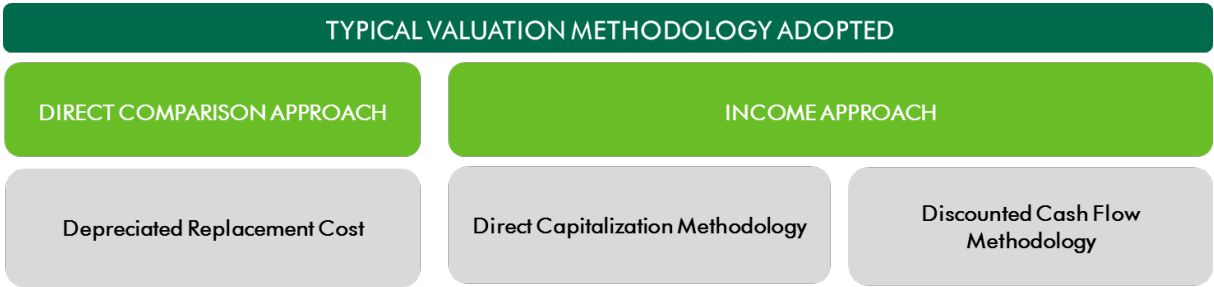 TYPICAL VALUATION METHODOLOGY ADOPTED
DIRECT COMPARISON APPROACH
INCOME APPROACH
Depreciated Replacement Cost
Direct Capitalization Methodology
Discounted Cash Flow
Methodology